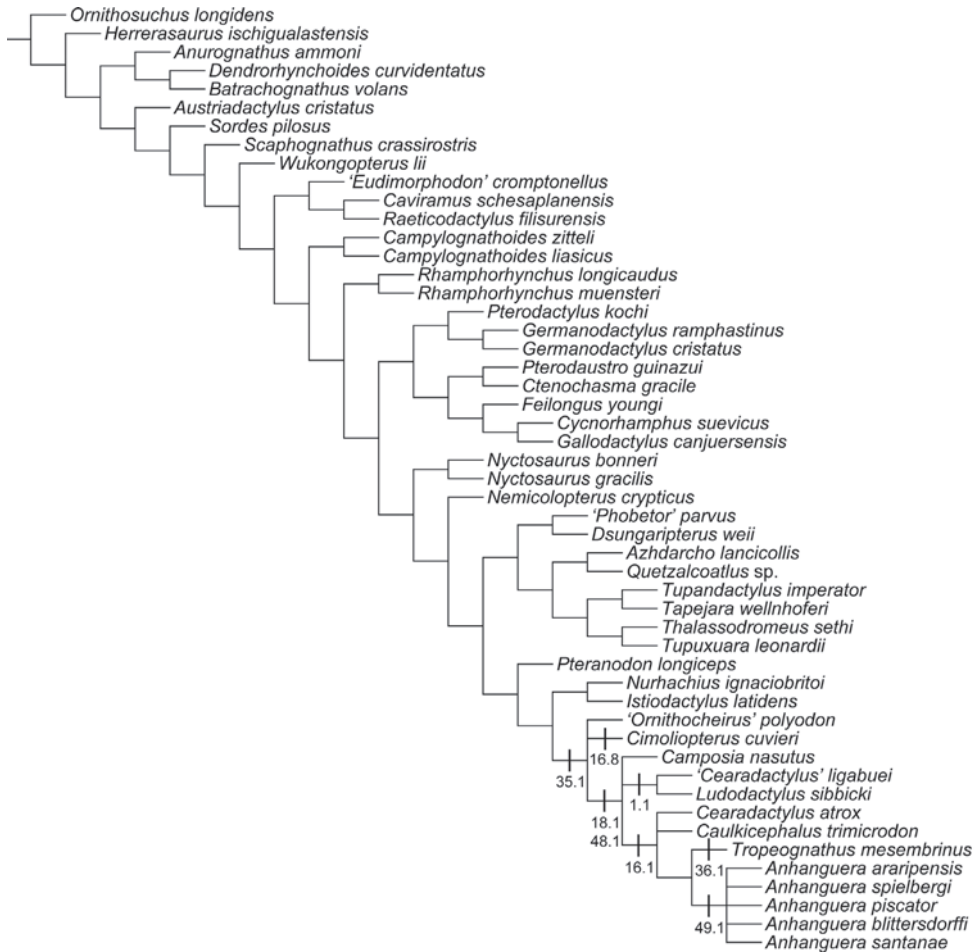 Ornithosuchus longidens
Herrerasaurus ischigualastensis
Anurognathus ammoni
Dendrorhynchoides curvidentatus
Batrachognathus volans
Austriadactylus cristatus
Sordes pilosus
Scaphognathus crassirostris
Wukongopterus lii
'Eudimorphodon' cromptonellus
Caviramus schesaplanensis
Raeticodactylus filisurensis
Campylognathoides zitteli
Campylognathoides liasicus
Rhamphorhynchus longicaudus
Rhamphorhynchus muensteri
Pterodactylus kochi
Germanodactylus ramphastinus
Germanodactylus cristatus
Pterodaustro guinazui
Ctenochasma gracile
Feilongus youngi
Cycnorhamphus suevicus
Gallodactylus canjuersensis
Nyctosaurus bonneri
Nyctosaurus gracilis
Nemicolopterus crypticus
'Phobetor' parvus
Dsungaripterus weii
Azhdarcho lancicollis
Quetzalcoatlus sp.
Tupandactylus imperator
Tapejara wellnhoferi
Thalassodromeus sethi
Tupuxuara leonardii
Pteranodon longiceps
Nurhachius ignaciobritoi
Istiodactylus latidens
'Ornithocheirus' polyodon
Cimoliopterus cuvieri
16.8
Camposia nasutus
35.1
'Cearadactylus' ligabuei
Ludodactylus sibbicki
1.1
Cearadactylus atrox
18.1
Caulkicephalus trimicrodon
48.1
16.1
Tropeognathus mesembrinus
36.1
Anhanguera araripensis
Anhanguera spielbergi
Anhanguera piscator
Anhanguera blittersdorffi
49.1
Anhanguera santanae